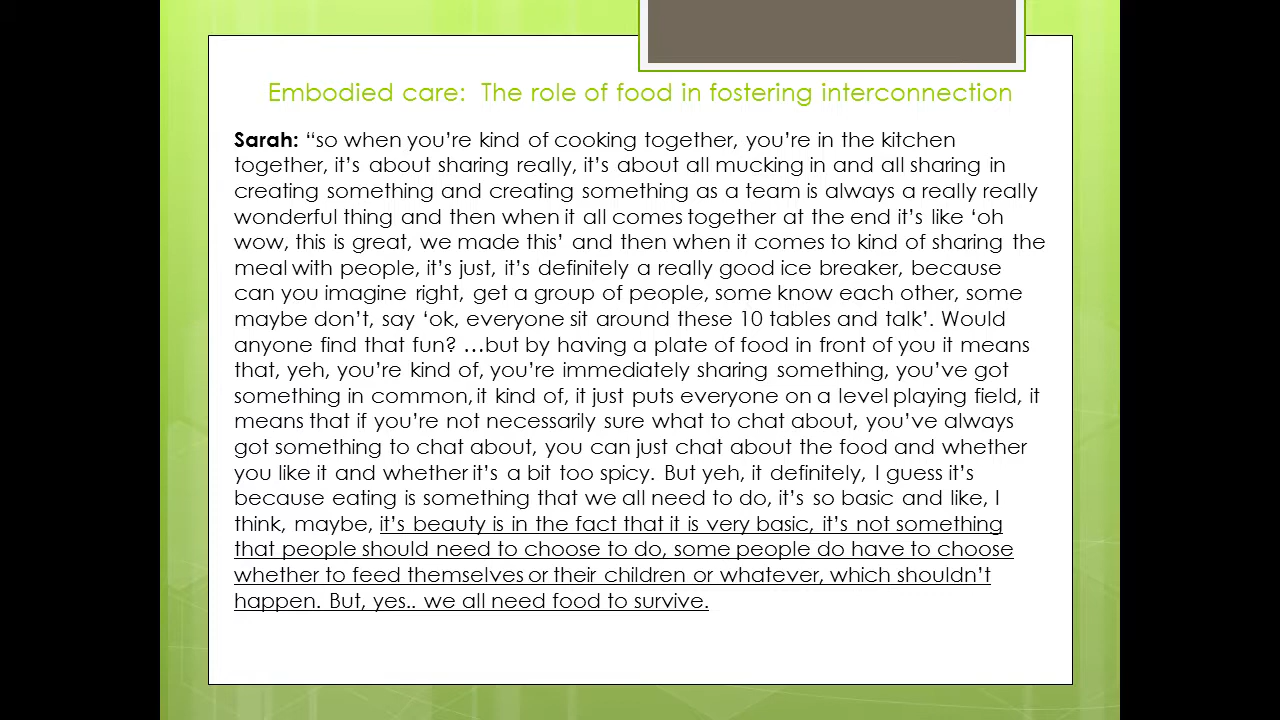 Embodied care:  The role of food in fostering interconnection
Sarah: “so when you’re kind of cooking together, you’re in the kitchen
together, it’s about sharing really, it’s about all mucking in and all sharing in
creating something and creating something as a team is always a really really
wonderful thing and then when it all comes together at the end it’s like ‘oh
wow, this is great, we made this’ and then when it comes to kind of sharing the
meal with people, it’s just, it’s definitely a really good ice breaker, because
can you imagine right, get a group of people, some know each other, some
maybe don’t, say ‘ok, everyone sit around these 10 tables and talk’. Would
anyone find that fun? …but by having a plate of food in front of you it means
that, yeh, you’re kind of, you’re immediately sharing something, you’ve got
something in common, it kind of, it just puts everyone on a level playing field, it
means that if you’re not necessarily sure what to chat about, you’ve always
got something to chat about, you can just chat about the food and whether
you like it and whether it’s a bit too spicy. But yeh, it definitely, I guess it’s
because eating is something that we all need to do, it’s so basic and like, I
think, maybe, it’s beauty is in the fact that it is very basic, it’s not something
that people should need to choose to do, some people do have to choose
whether to feed themselves or their children or whatever, which shouldn’t
happen. But, yes.. we all need food to survive.